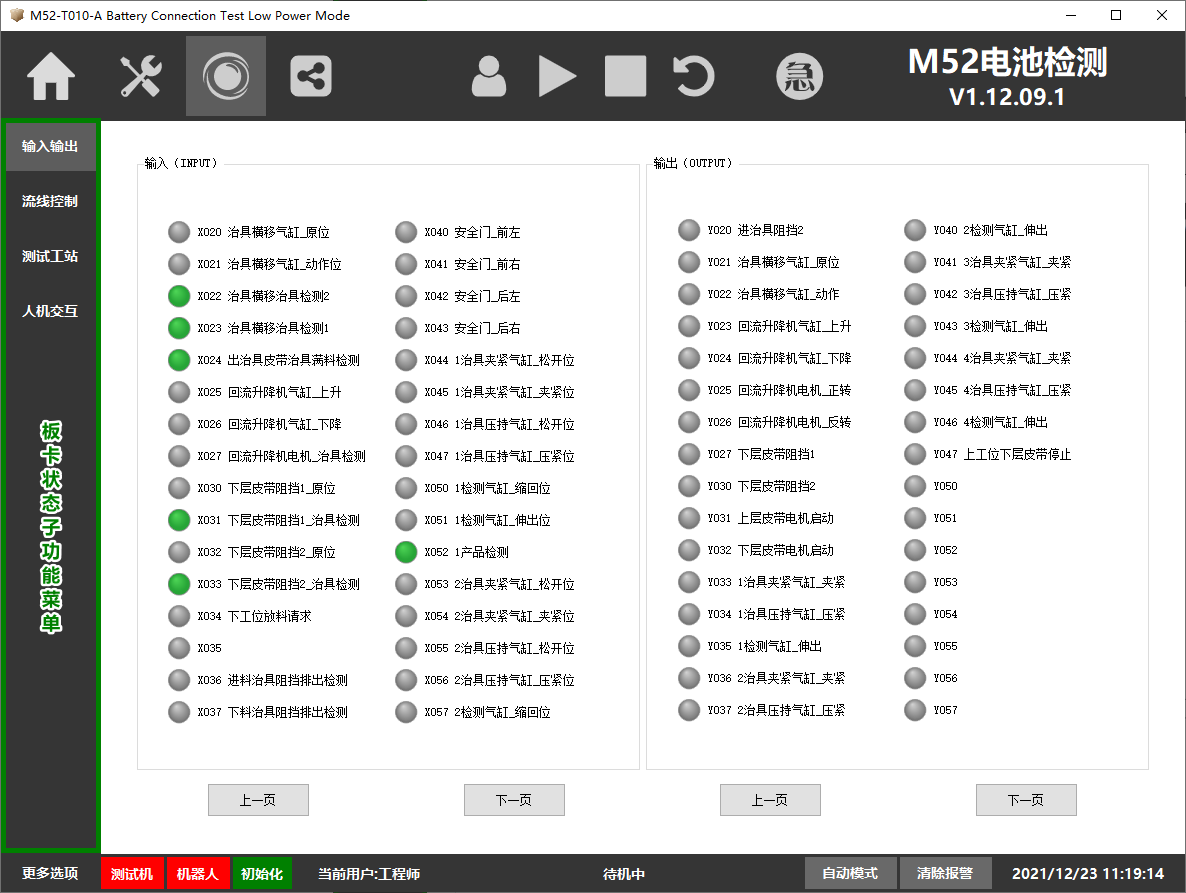 M52-T010-A Battery Connection Test Low Power Mode
急
M52电池检测
V1.12.09.1
输入输出
流线控制
测试工站
人机交互
板卡状态子功能菜单
输入（INPUT）
X020 治具横移气缸_原位
X021 治具横移气缸_动作位
X022 治具横移治具检测2
X023 治具横移治具检测1
X024 出治具皮带治具满料检测
X025 回流升降机气缸_上升
X026 回流升降机气缸_下降
X027 回流升降机电机_治具检测
X030 下层皮带阻挡1_原位
X031 下层皮带阻挡1_治具检测
X032 下层皮带阻挡2_原位
X033 下层皮带阻挡2_治具检测
X034 下工位放料请求
X035
X036 进料治具阻挡排出检测
X037 下料治具阻挡排出检测
X040 安全门_前左
X041 安全门_前右
X042 安全门_后左
X043 安全门_后右
X044 1治具夹紧气缸_松开位
X045 1治具夹紧气缸_夹紧位
X046 1治具压持气缸_松开位
X047 1治具压持气缸_压紧位
X050 1检测气缸_缩回位
X051 1检测气缸_伸出位
X052 1产品检测
X053 2治具夹紧气缸_松开位
X054 2治具夹紧气缸_夹紧位
X055 2治具压持气缸_松开位
X056 2治具压持气缸_压紧位
X057 2检测气缸_缩回位
上一页
下一页
输出（OUTPUT）
Y020 进治具阻挡2
Y021 治具横移气缸_原位
Y022 治具横移气缸_动作
Y023 回流升降机气缸_上升
Y024 回流升降机气缸_下降
Y025 回流升降机电机_正转
Y026 回流升降机电机_反转
Y027 下层皮带阻挡1
Y030 下层皮带阻挡2
Y031 上层皮带电机启动
Y032 下层皮带电机启动
Y033 1治具夹紧气缸_夹紧
Y034 1治具压持气缸_压紧
Y035 1检测气缸_伸出
Y036 2治具夹紧气缸_夹紧
Y037 2治具压持气缸_压紧
Y040 2检测气缸_伸出
Y041 3治具夹紧气缸_夹紧
Y042 3治具压持气缸_压紧
Y043 3检测气缸_伸出
Y044 4治具夹紧气缸_夹紧
Y045 4治具压持气缸_压紧
Y046 4检测气缸_伸出
Y047 上工位下层皮带停止
Y050
Y051
Y052
Y053
Y054
Y055
Y056
Y057
上一页
下一页
更多选项
测试机
机器人
初始化
当前用户:工程师
待机中
自动模式
清除报警
2021/12/23 11:19:14